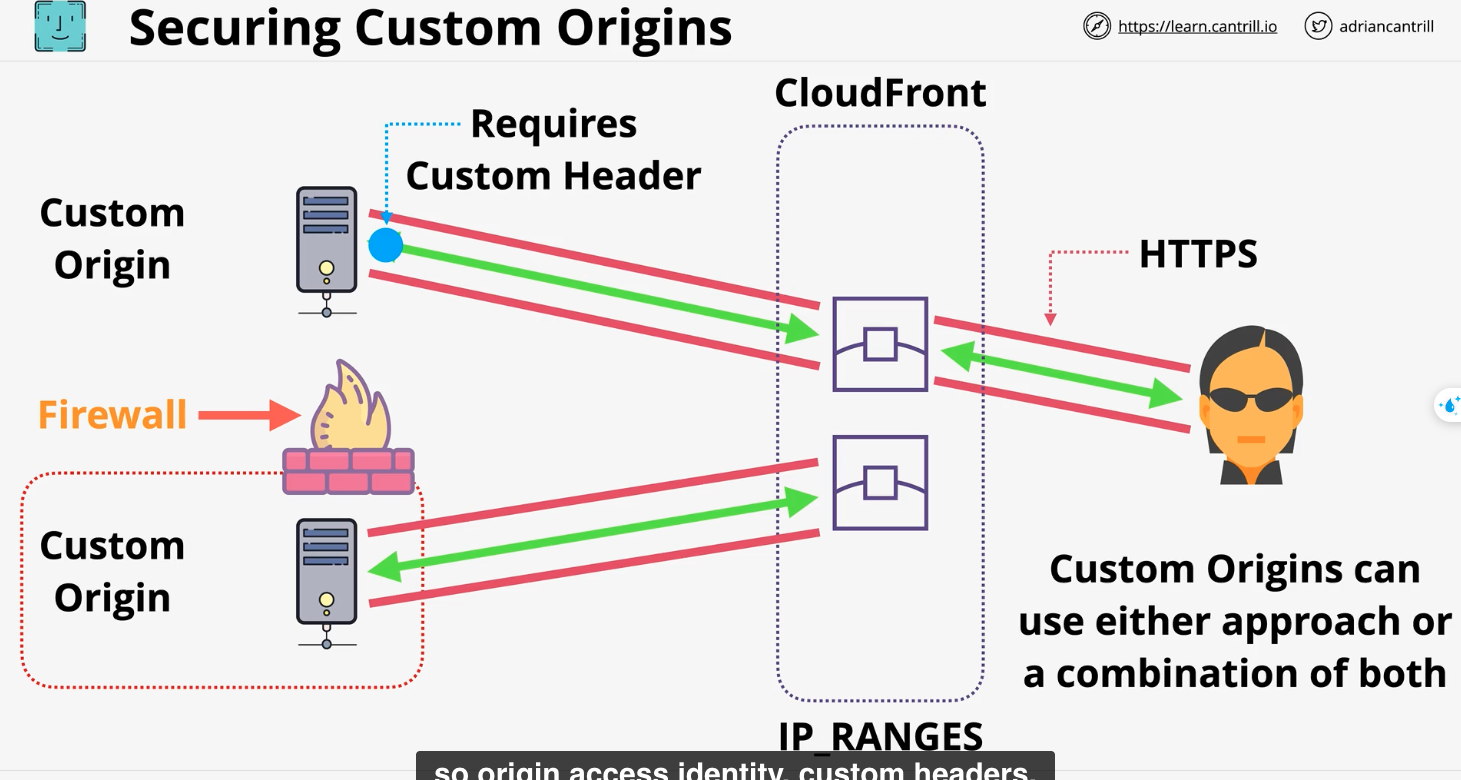 Securing Custom Origins
https://learn.cantrill.io
adriancantrill
CloudFront
Requires
Custom Header
Custom
Origin
HTTPS
Firewall
Custom
Origin
Custom Origins can
use either approach or
a combination of both
IP_RANGES
so origin access identity, custom headers,